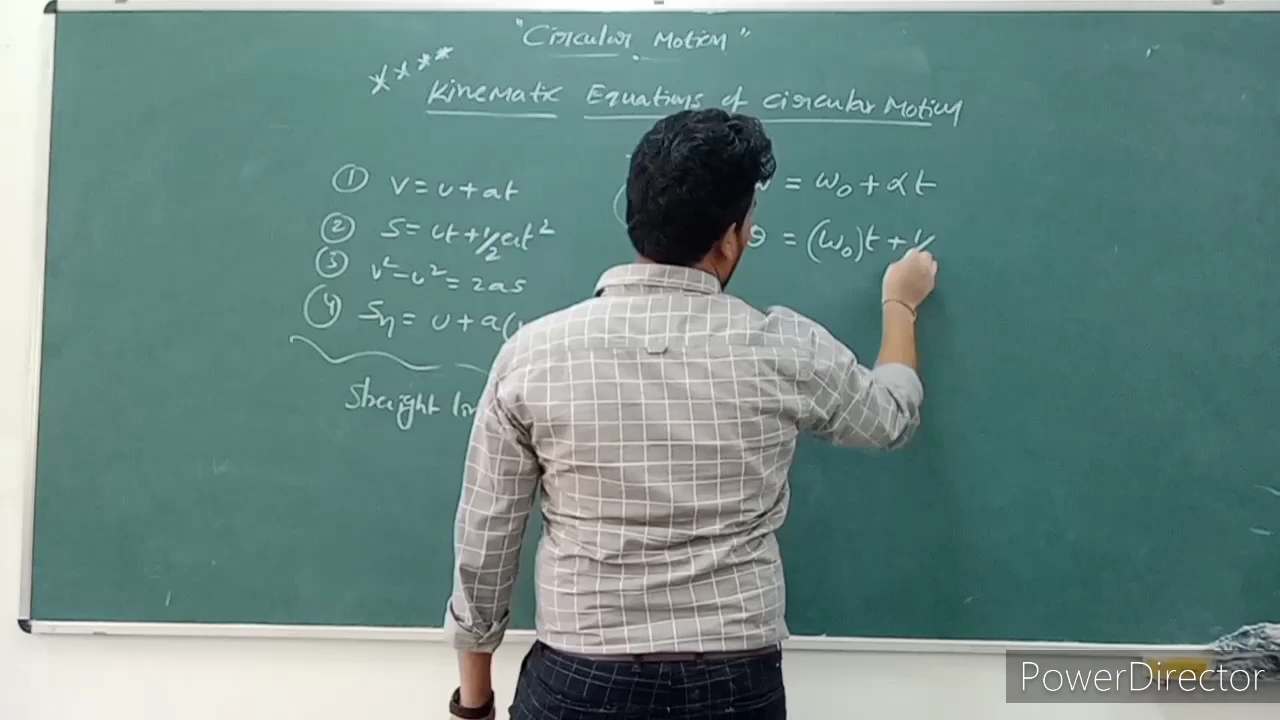 "Circular Motion"
Kinematic Equations of circular Motion
① v = u + at
② s = ut + 1/2 at²
③ v² - u² = 2as
④ Sn = u + a(
Straight
= ω₀ + αt
θ = (ω₀)t + 1/
PowerDirector